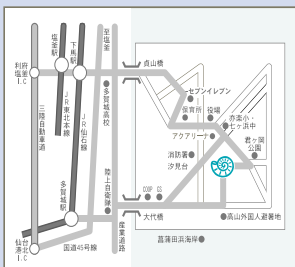 至塩釜
塩釜駅
下馬駅
利府
塩釜
I.C
貞山橋
セブンイレブン
保育所
役場
亦楽小・
七ヶ浜中
アクアリーナ
君ヶ岡
公園
消防署
汐見台
多賀城高校
JR東北本線
JR仙石線
三陸自動車道
多賀城駅
陸上自衛隊
COOP
GS
大代橋
高山外国人避暑地
産業道路
仙台
港北
I.C
国道45号線
菖蒲田浜海岸